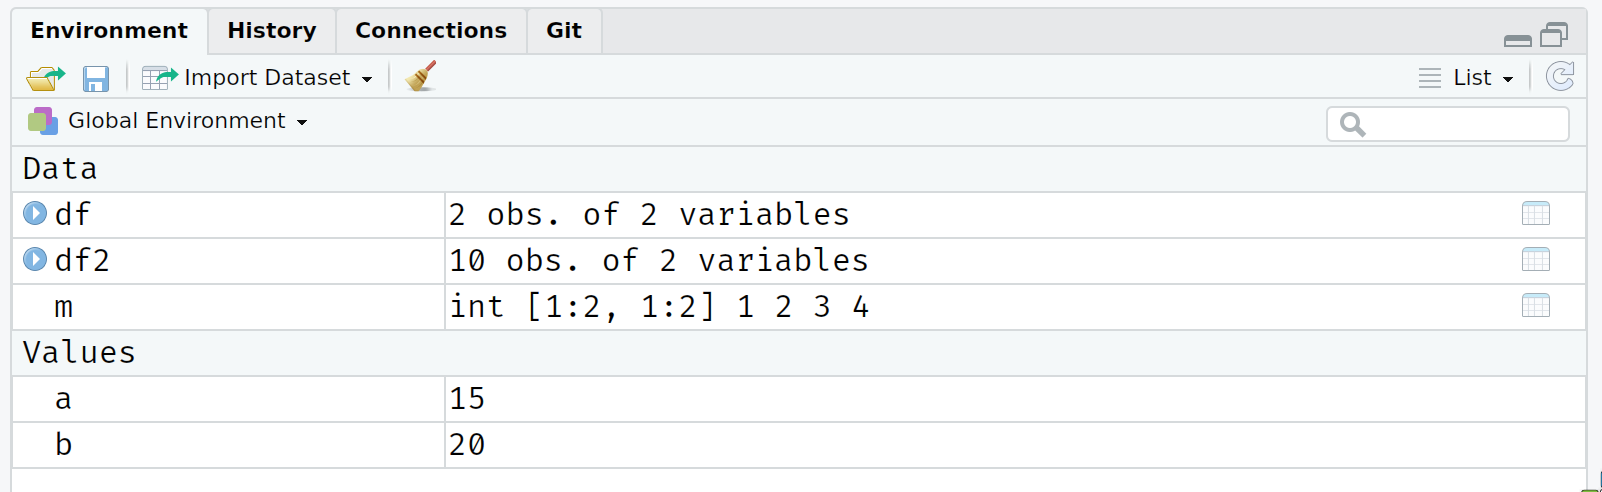 Environment History Connections Git
Import Dataset List
Global Environment
Data
df 2 obs. of 2 variables
df2 10 obs. of 2 variables
m int [1:2, 1:2] 1 2 3 4
Values
a 15
b 20